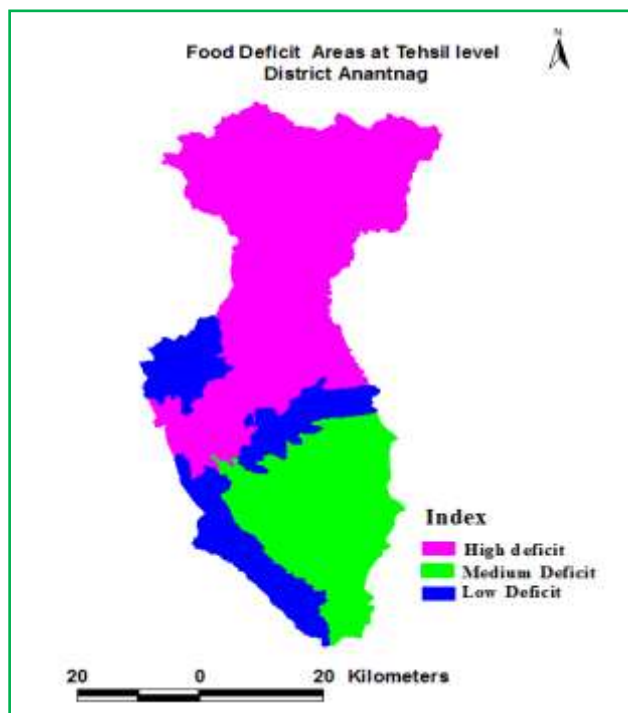 Food Deficit Areas at Tehsil level
District Anantnag
N
Index
High deficit
Medium Deficit
Low Deficit
20 0 20 Kilometers